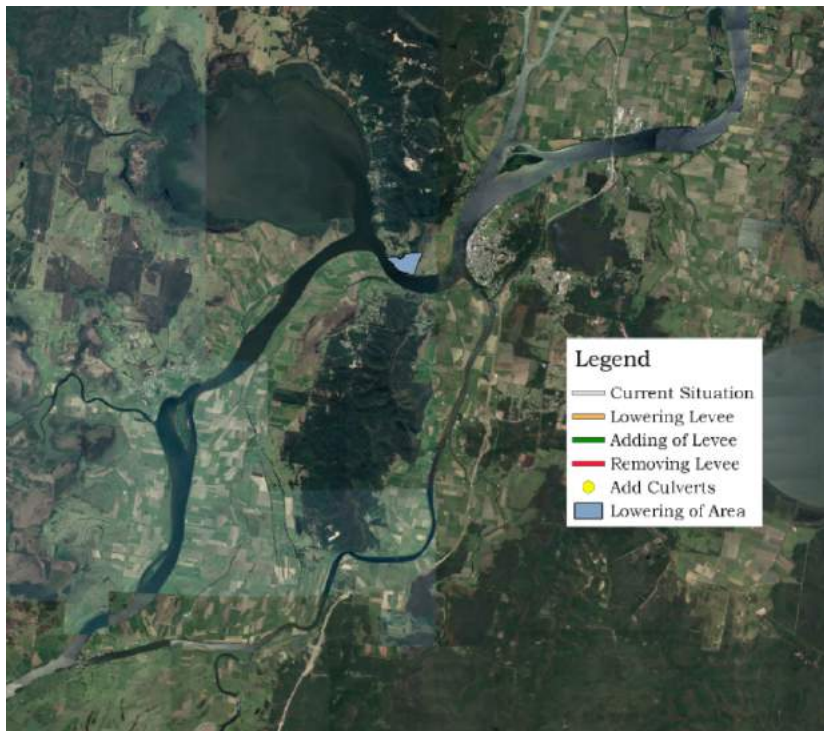 Legend
Current Situation
Lowering Levee
Adding of Levee
Removing Levee
Add Culverts
Lowering of Area